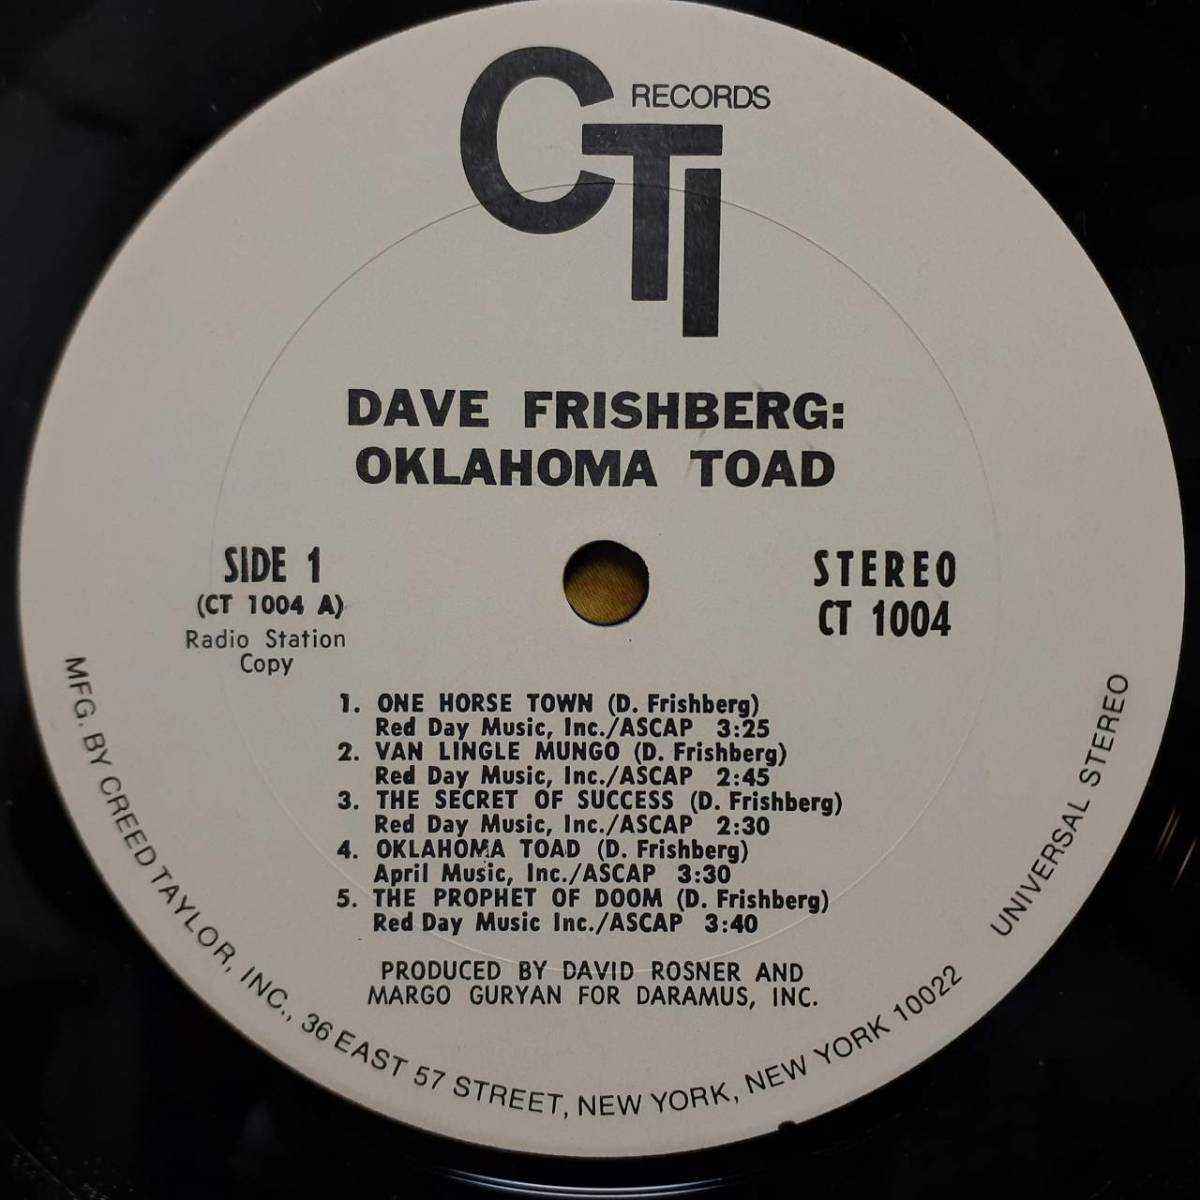 CTI RECORDS
DAVE FRISHBERG:
OKLAHOMA TOAD
SIDE 1
(CT 1004 A)
Radio Station
Copy
STEREO
CT 1004
1. ONE HORSE TOWN (D. Frishberg)
Red Day Music, Inc./ASCAP 3:25
2. VAN LINGLE MUNGO (D. Frishberg)
Red Day Music, Inc./ASCAP 2:45
3. THE SECRET OF SUCCESS (D. Frishberg)
Red Day Music, Inc./ASCAP 2:30
4. OKLAHOMA TOAD (D. Frishberg)
April Music, Inc./ASCAP 3:30
5. THE PROPHET OF DOOM (D. Frishberg)
Red Day Music Inc./ASCAP 3:40
PRODUCED BY DAVID ROSNER AND
MARGO GURYAN FOR DARAMUS, INC.
MFG. BY CREED TAYLOR, INC., 36 EAST 57 STREET, NEW YORK, NEW YORK 10022
UNIVERSAL STEREO